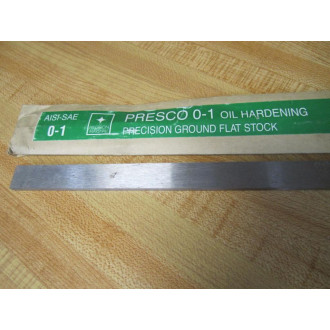 AISI-SAE
0-1
PRESCO 0-1 OIL HARDENING
PRECISION GROUND FLAT STOCK